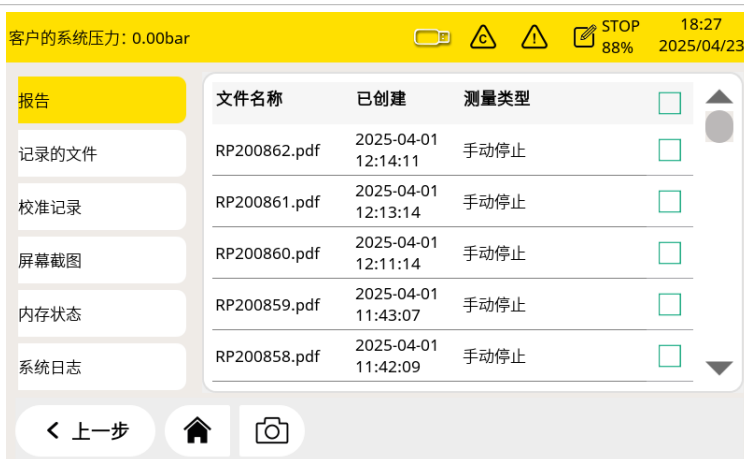 客户的系统压力：0.00bar
C
STOP
88%
18:27
2025/04/23
报告
记录的文件
校准记录
屏幕截图
内存状态
系统日志
文件名称 已创建 测量类型
RP200862.pdf 2025-04-01 12:14:11 手动停止
RP200861.pdf 2025-04-01 12:13:14 手动停止
RP200860.pdf 2025-04-01 12:11:14 手动停止
RP200859.pdf 2025-04-01 11:43:07 手动停止
RP200858.pdf 2025-04-01 11:42:09 手动停止
上一步